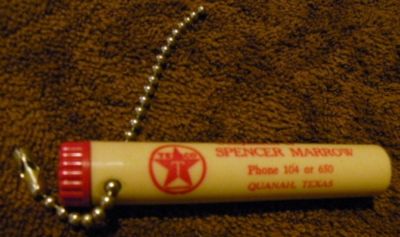 TEXACO
T
SPENCER MARROW
Phone 104 or 650
QUANAH, TEXAS